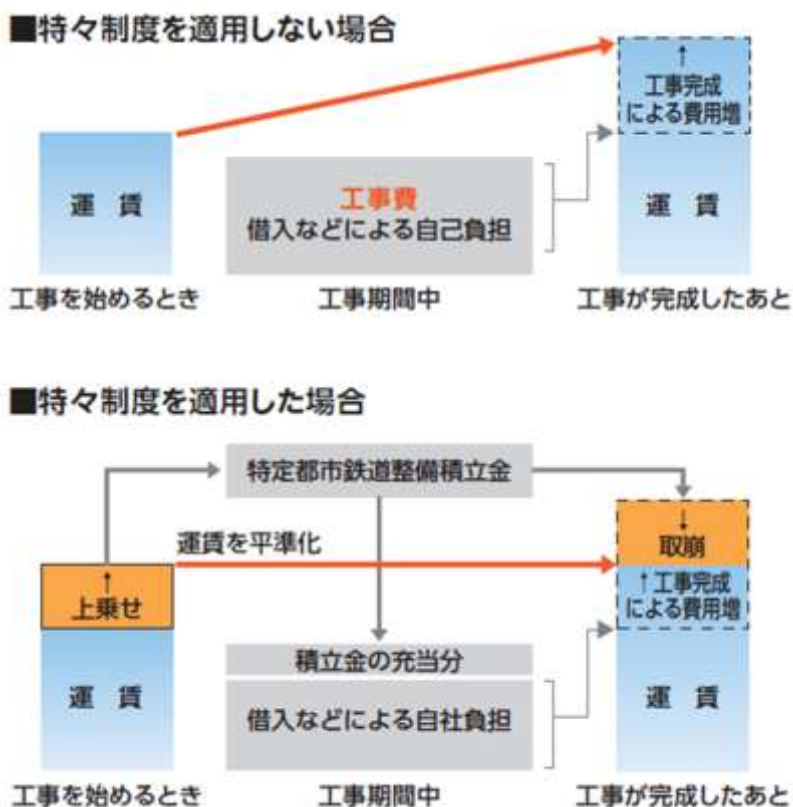 ■特々制度を適用しない場合
↑
工事完成
による費用増
運　賃
工事費
借入などによる自己負担
運　賃
工事を始めるとき
工事期間中
工事が完成したあと
■特々制度を適用した場合
特定都市鉄道整備積立金
運賃を平準化
↓
取崩
↑
上乗せ
↑工事完成
による費用増
積立金の充当分
運　賃
借入などによる自社負担
運　賃
工事を始めるとき
工事期間中
工事が完成したあと